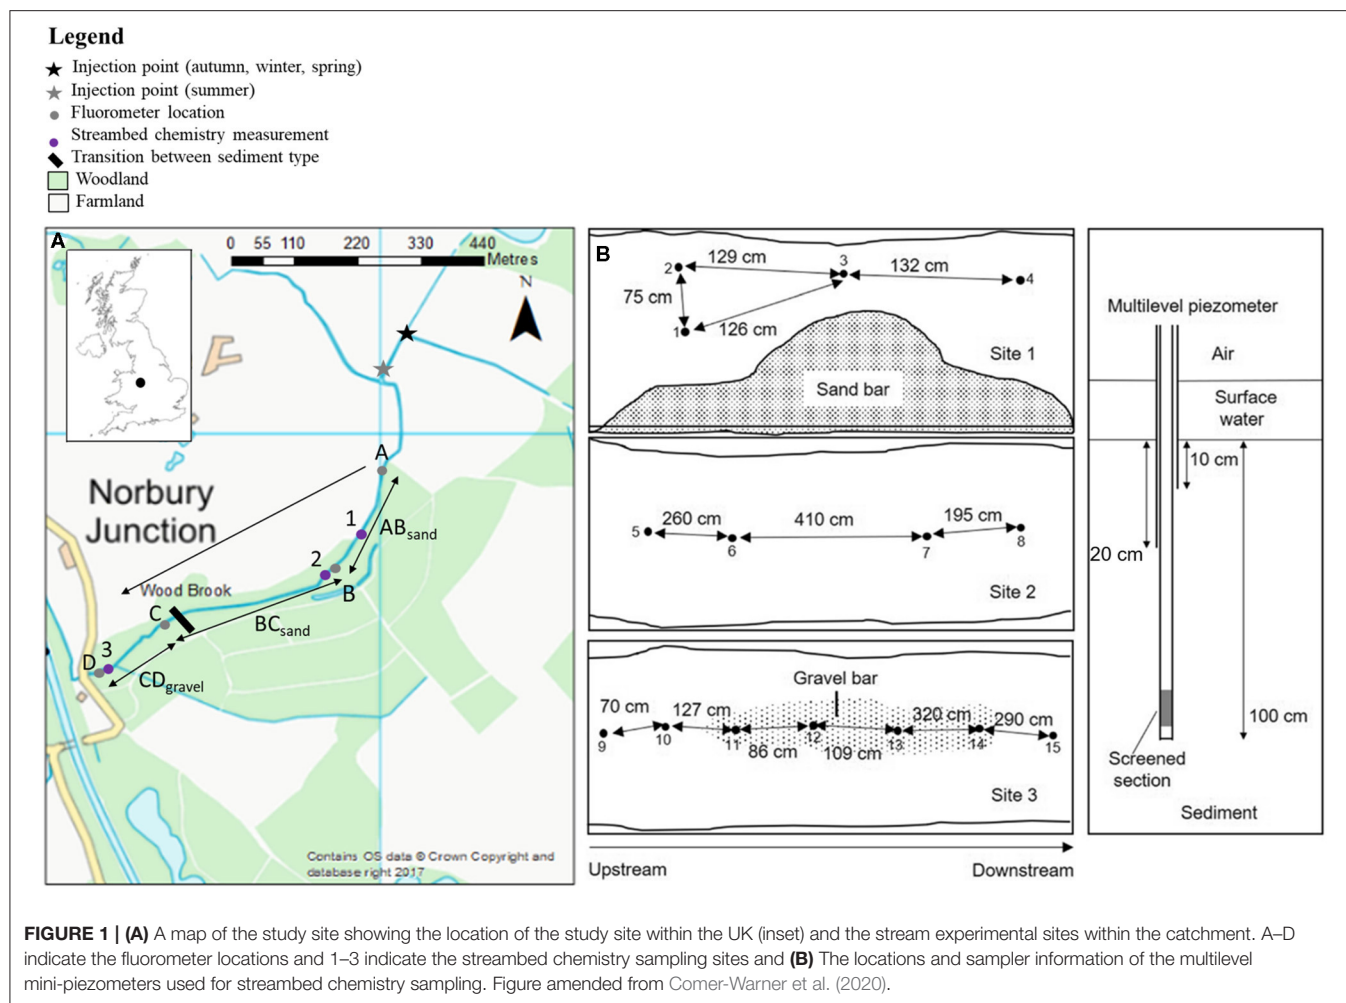 Legend
Injection point (autumn, winter, spring)
Injection point (summer)
Fluorometer location
Streambed chemistry measurement
Transition between sediment type
Woodland
Farmland
A
0 55 110 220 330 440
Metres
N
A
Norbury
Junction
1
ABsand
2
B
Wood Brook
C
BCsand
3
D
CDgravel
Contains OS data © Crown Copyright and
database right 2017
B
2
129 cm
3
132 cm
4
75 cm
1
126 cm
Site 1
Sand bar
5
260 cm
6
410 cm
7
195 cm
8
Site 2
Gravel bar
70 cm
127 cm
320 cm
290 cm
9
10
11
12
13
14
15
86 cm
109 cm
Site 3
Upstream
Downstream
Multilevel piezometer
Air
Surface
water
10 cm
20 cm
100 cm
Screened
section
Sediment
FIGURE 1 | (A) A map of the study site showing the location of the study site within the UK (inset) and the stream experimental sites within the catchment. A–D
indicate the fluorometer locations and 1–3 indicate the streambed chemistry sampling sites and (B) The locations and sampler information of the multilevel
mini-piezometers used for streambed chemistry sampling. Figure amended from Comer-Warner et al. (2020).